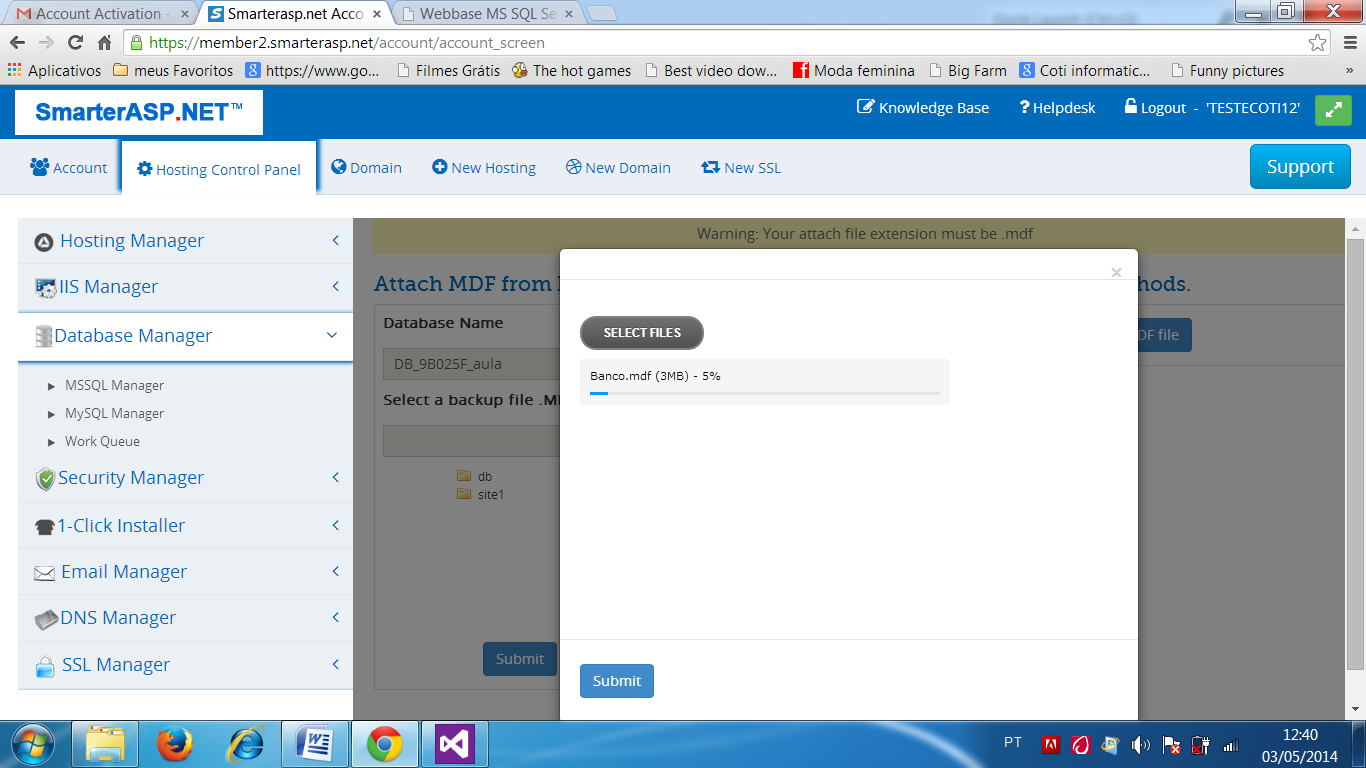 Account Activation -
Smarterasp.net Acco
Webbase MS SQL Se
https://member2.smarterasp.net/account/account_screen
Aplicativos
meus Favoritos
https://www.go...
Filmes Grátis
The hot games
Best video dow...
Moda feminina
Big Farm
Coti informatic...
Funny pictures
»
SmarterASP.NET™
Knowledge Base
Helpdesk
Logout - 'TESTECOTI12'
Account
Hosting Control Panel
Domain
New Hosting
New Domain
New SSL
Support
Hosting Manager
IIS Manager
Database Manager
MSSQL Manager
MySQL Manager
Work Queue
Security Manager
1-Click Installer
Email Manager
DNS Manager
SSL Manager
Warning: Your attach file extension must be .mdf
Attach MDF from
hods.
Database Name
DB_9B025F_aula
Select a backup file .M
db
site1
Submit
DF file
×
SELECT FILES
Banco.mdf (3MB) - 5%
Submit
PT
12:40
03/05/2014